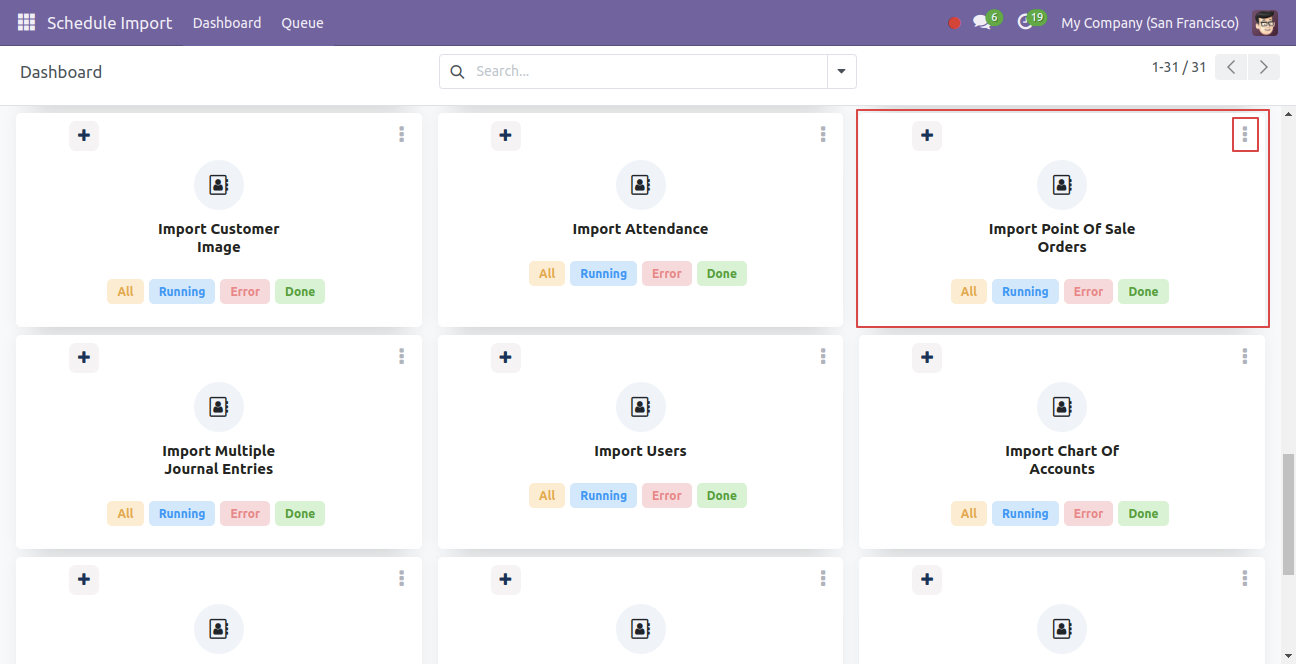 Schedule Import Dashboard Queue 6 19 My Company (San Francisco)
Dashboard Search... 1-31 / 31
Import Customer
Image
All Running Error Done
Import Attendance
All Running Error Done
Import Point Of Sale
Orders
All Running Error Done
Import Multiple
Journal Entries
All Running Error Done
Import Users
All Running Error Done
Import Chart Of
Accounts
All Running Error Done